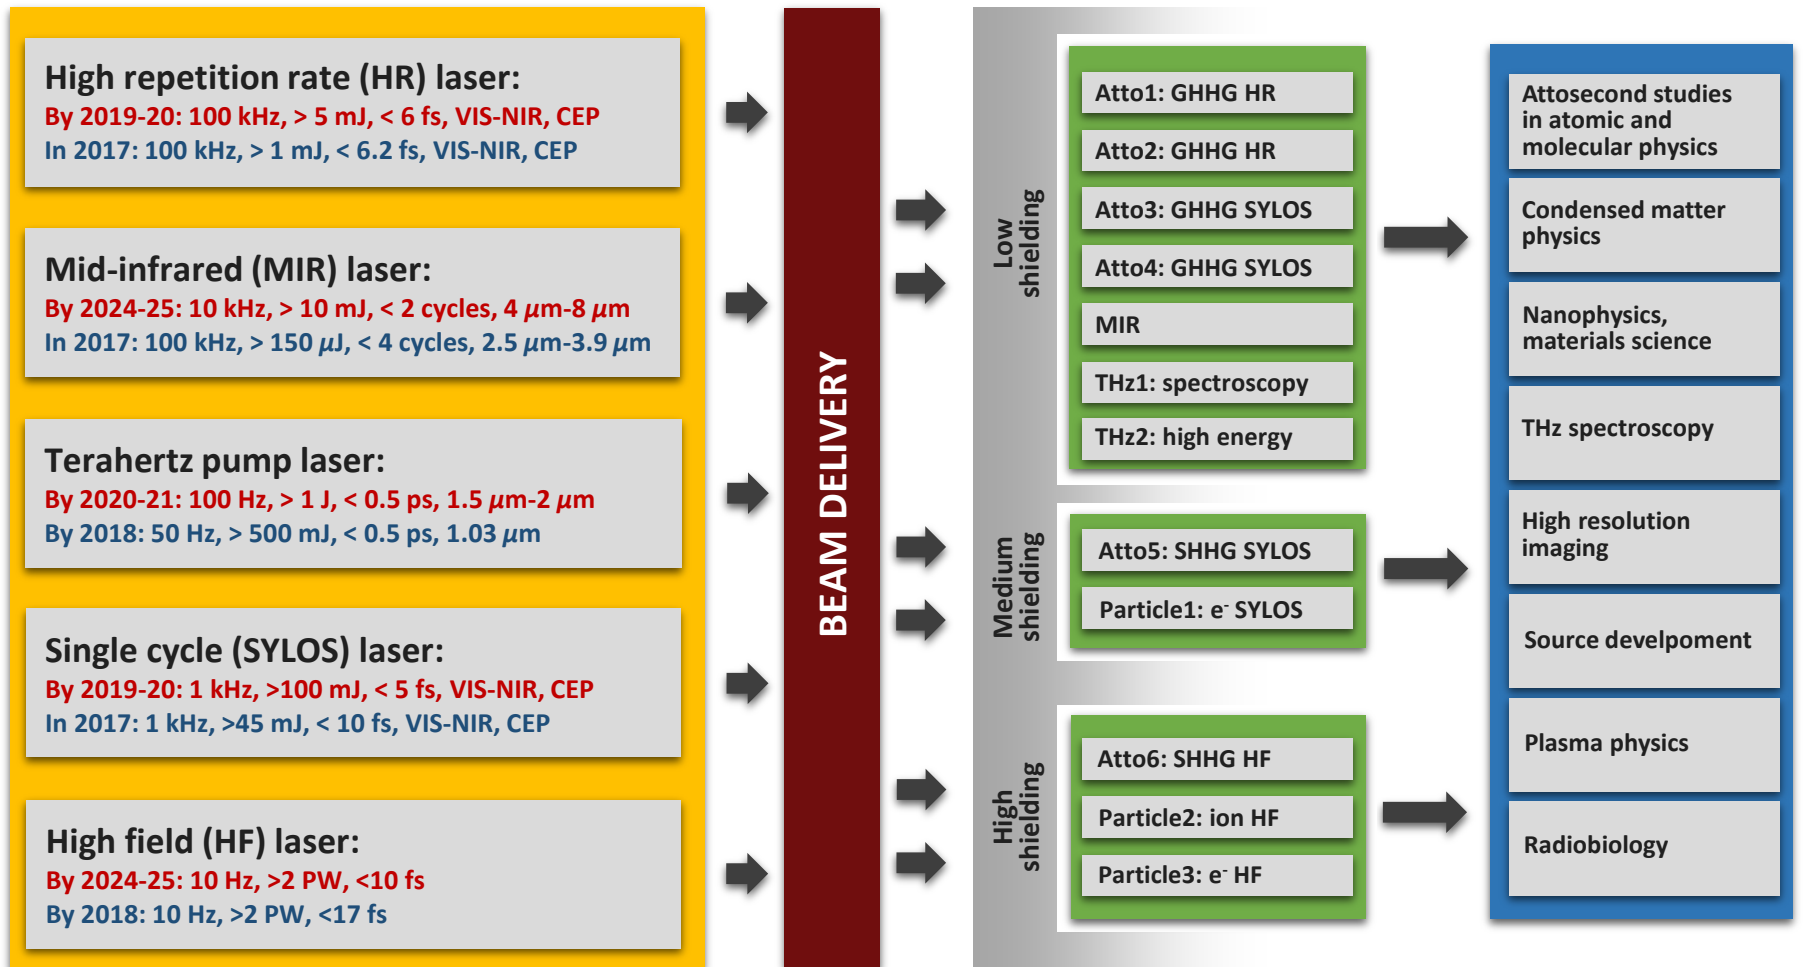 High repetition rate (HR) laser:
By 2019-20: 100 kHz, > 5 mJ, < 6 fs, VIS-NIR, CEP
In 2017: 100 kHz, > 1 mJ, < 6.2 fs, VIS-NIR, CEP
Mid-infrared (MIR) laser:
By 2024-25: 10 kHz, > 10 mJ, < 2 cycles, 4 μm-8 μm
In 2017: 100 kHz, > 150 μJ, < 4 cycles, 2.5 μm-3.9 μm
Terahertz pump laser:
By 2020-21: 100 Hz, > 1 J, < 0.5 ps, 1.5 μm-2 μm
By 2018: 50 Hz, > 500 mJ, < 0.5 ps, 1.03 μm
Single cycle (SYLOS) laser:
By 2019-20: 1 kHz, >100 mJ, < 5 fs, VIS-NIR, CEP
In 2017: 1 kHz, >45 mJ, < 10 fs, VIS-NIR, CEP
High field (HF) laser:
By 2024-25: 10 Hz, >2 PW, <10 fs
By 2018: 10 Hz, >2 PW, <17 fs
BEAM DELIVERY
Low
shielding
Atto1: GHHG HR
Atto2: GHHG HR
Atto3: GHHG SYLOS
Atto4: GHHG SYLOS
MIR
THz1: spectroscopy
THz2: high energy
Medium
shielding
Atto5: SHHG SYLOS
Particle1: e⁻ SYLOS
High
shielding
Atto6: SHHG HF
Particle2: ion HF
Particle3: e⁻ HF
Attosecond studies
in atomic and
molecular physics
Condensed matter
physics
Nanophysics,
materials science
THz spectroscopy
High resolution
imaging
Source develpoment
Plasma physics
Radiobiology